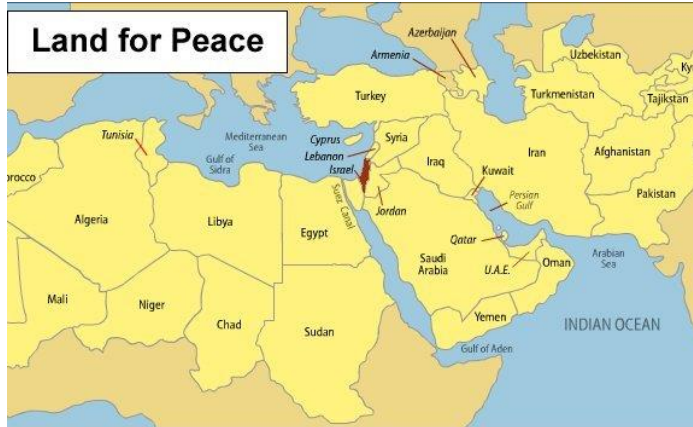 Land for Peace
Azerbaijan
Armenia
Uzbekistan
Ky
Turkey
Turkmenistan
Tajikistan
Tunisia
Mediterranean
Sea
Cyprus
Syria
Lebanon
Gulf of
Sidra
Israel
Iraq
Iran
Afghanistan
orocco
Kuwait
Pakistan
Suez Canal
Persian
Gulf
Algeria
Libya
Egypt
Jordan
Qatar
Saudi
Arabia
U.A.E.
Oman
Arabian
Sea
Mali
Niger
Chad
Sudan
Yemen
INDIAN OCEAN
Gulf of Aden